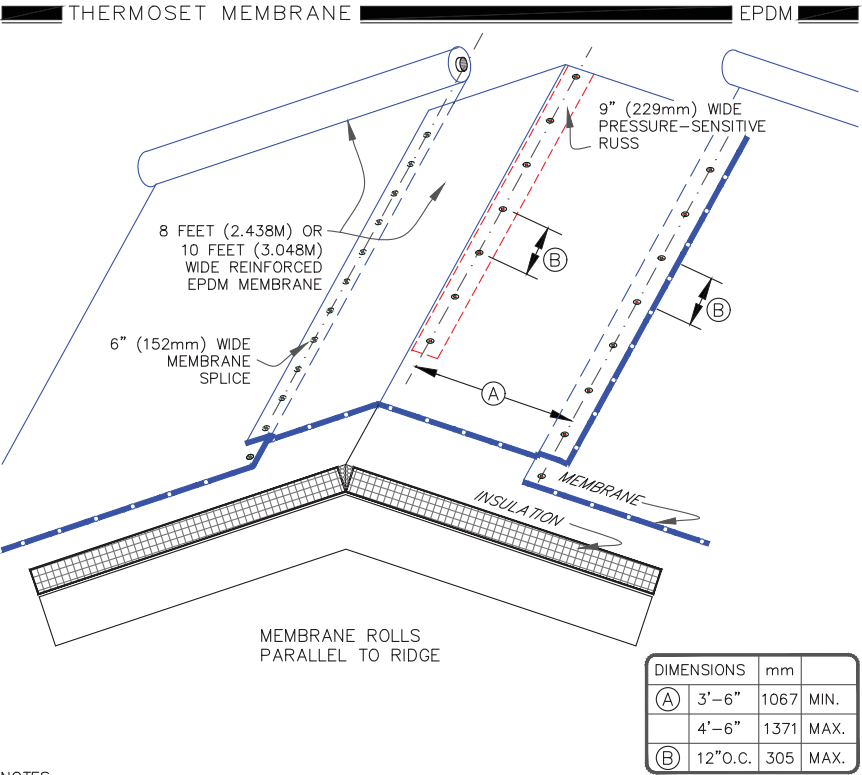 THERMOSET MEMBRANE
EPDM
9” (229mm) WIDE
PRESSURE–SENSITIVE
RUSS
8 FEET (2.438M) OR
10 FEET (3.048M)
WIDE REINFORCED
EPDM MEMBRANE
B
B
6” (152mm) WIDE
MEMBRANE
SPLICE
A
MEMBRANE
INSULATION
MEMBRANE ROLLS
PARALLEL TO RIDGE
DIMENSIONS mm
A 3’–6” 1067 MIN.
4’–6” 1371 MAX.
B 12”O.C. 305 MAX.
NOTES